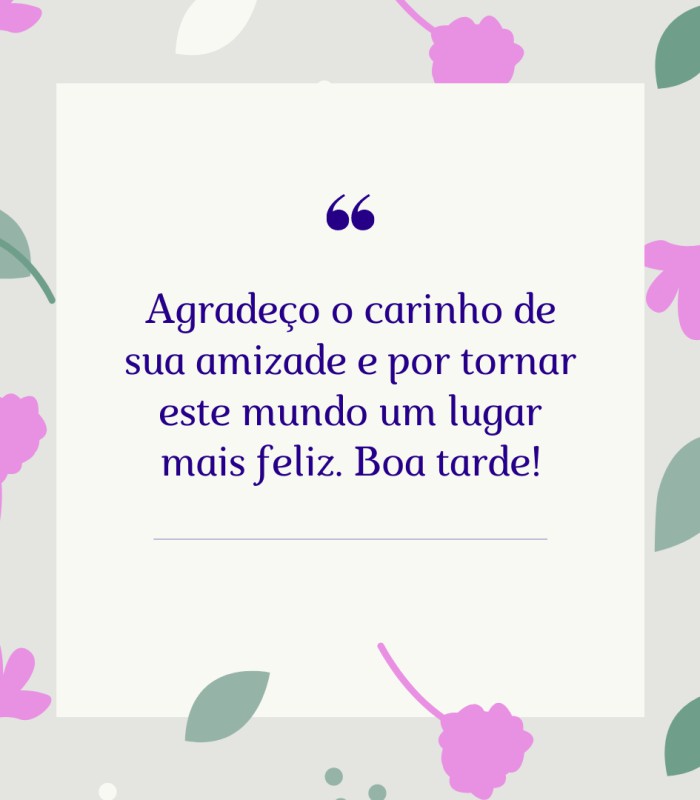 ❝
Agradeço o carinho de
sua amizade e por tornar
este mundo um lugar
mais feliz. Boa tarde!